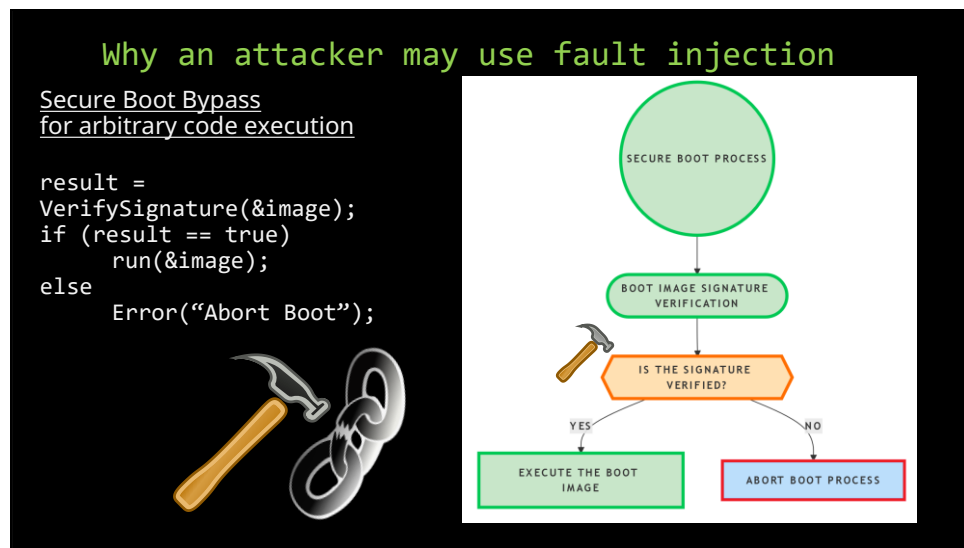 Why an attacker may use fault injection
Secure Boot Bypass
for arbitrary code execution
result =
VerifySignature(&image);
if (result == true)
run(&image);
else
Error(“Abort Boot”);
SECURE BOOT PROCESS
BOOT IMAGE SIGNATURE
VERIFICATION
IS THE SIGNATURE
VERIFIED?
YES
NO
EXECUTE THE BOOT
IMAGE
ABORT BOOT PROCESS